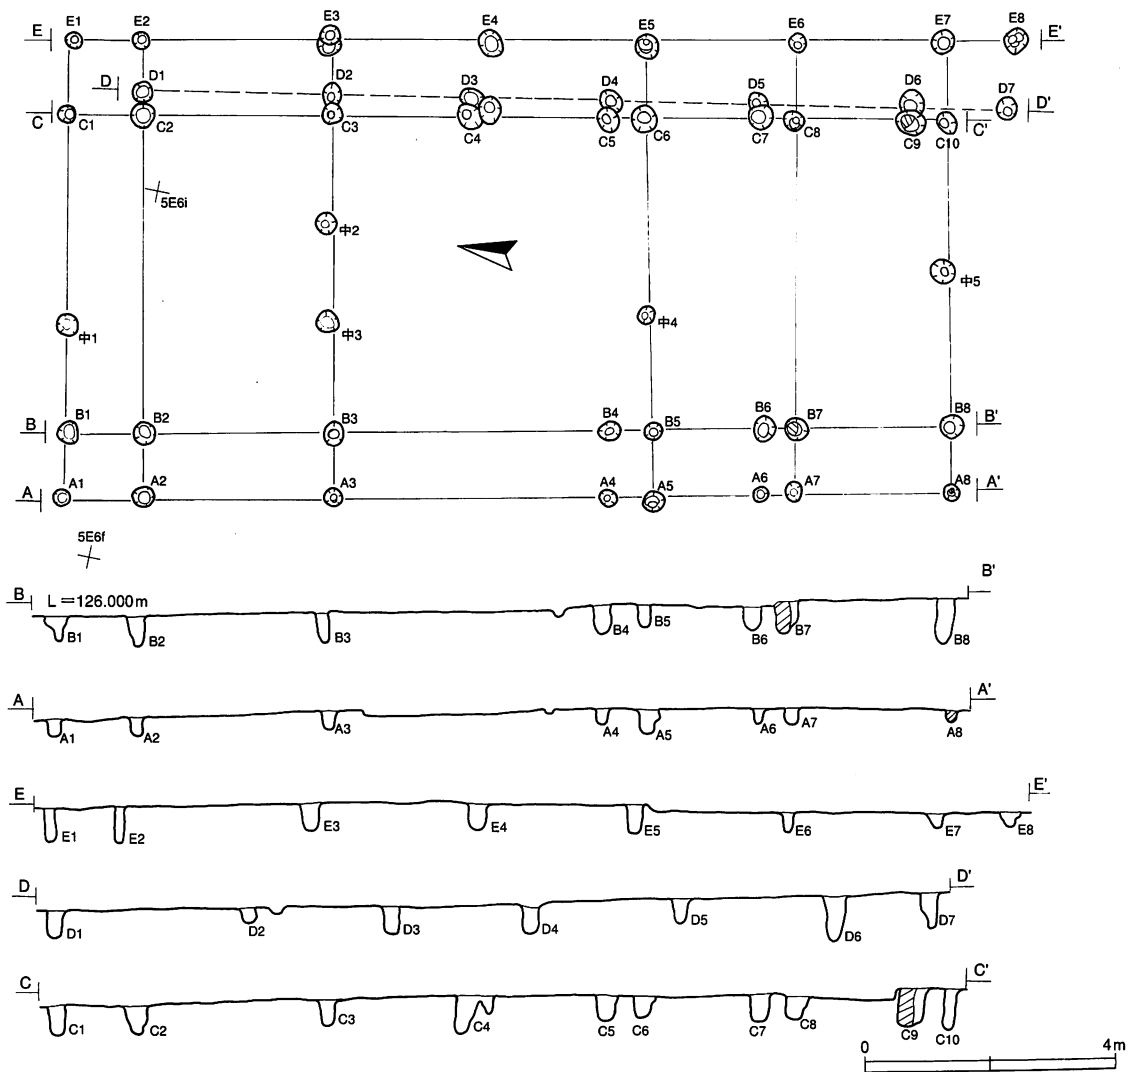 E E1 E2 E3 E4 E5 E6 E7 E8 E'
D D1 D2 D3 D4 D5 D6 D7 D'
C C1 C2 C3 C4 C5 C6 C7 C8 C9 C10 C'
5E6i
中2
中5
中1 中3 中4
B B1 B2 B3 B4 B5 B6 B7 B8 B'
A A1 A2 A3 A4 A5 A6 A7 A8 A'
5E6f
B L=126.000m B'
B1 B2 B3 B4 B5 B6 B7 B8
A A'
A1 A2 A3 A4 A5 A6 A7 A8
E E'
E1 E2 E3 E4 E5 E6 E7 E8
D D'
D1 D2 D3 D4 D5 D6 D7
C C'
C1 C2 C3 C4 C5 C6 C7 C8 C9 C10
0 4m